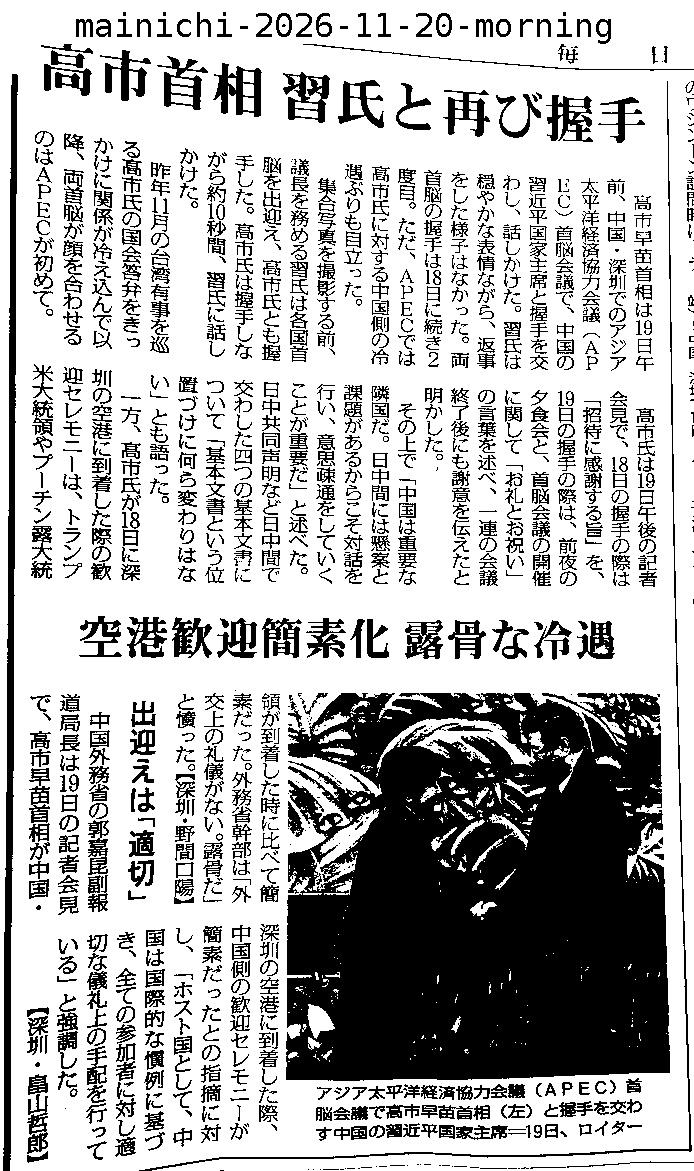 mainichi-2026-11-20-morning
毎 日
高市首相 習氏と再び握手
高市早苗首相は19日午
前、中国・深圳でのアジア
太平洋経済協力会議（AP
EC）首脳会議で、中国の
習近平国家主席と握手を交
わし、話しかけた。習氏は
穏やかな表情ながら、返事
をした様子はなかった。両
首脳の握手は18日に続き2
度目。ただ、APECでは
高市氏に対する中国側の冷
遇ぶりも目立った。
集合写真を撮影する前、
議長を務める習氏は各国首
脳を出迎え、高市氏とも握
手した。高市氏は握手しな
がら約10秒間、習氏に話し
かけた。
昨年11月の台湾有事を巡
る高市氏の国会答弁をきっ
かけに関係が冷え込んで以
降、両首脳が顔を合わせる
のはAPECが初めて。
高市氏は19日午後の記者
会見で、18日の握手の際は
「招待に感謝する旨」を、
19日の握手の際は、前夜の
夕食会と、首脳会議の開催
に関して「お礼とお祝い」
の言葉を述べ、一連の会議
終了後にも謝意を伝えたと
明かした。
その上で「中国は重要な
隣国だ。日中間には懸案と
課題があるからこそ対話を
行い、意思疎通をしていく
ことが重要だ」と述べた。
日中共同声明など日中間で
交わした四つの基本文書に
ついて「基本文書という位
置づけに何ら変わりはな
い」とも語った。
一方、高市氏が18日に深
圳の空港に到着した際の歓
迎セレモニーは、トランプ
米大統領やプーチン露大統
空港歓迎簡素化 露骨な冷遇
領が到着した時に比べて簡
素だった。外務省幹部は「外
交上の礼儀がない。露骨だ」
と憤った。【深圳・野間口陽】
出迎えは「適切」
中国外務省の郭嘉昆副報
道局長は19日の記者会見
で、高市早苗首相が中国・
深圳の空港に到着した際、
中国側の歓迎セレモニーが
簡素だったとの指摘に対
し、「ホスト国として、中
国は国際的な慣例に基づ
き、全ての参加者に対し適
切な儀礼上の手配を行って
いる」と強調した。
【深圳・畠山哲郎】
アジア太平洋経済協力会議（APEC）首
脳会議で高市早苗首相（左）と握手を交わ
す中国の習近平国家主席＝19日、ロイター